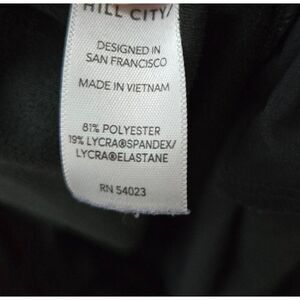 HILL CITY/
DESIGNED IN
SAN FRANCISCO
MADE IN VIETNAM
81% POLYESTER
19% LYCRA®SPANDEX/
LYCRA®ELASTANE
RN 54023